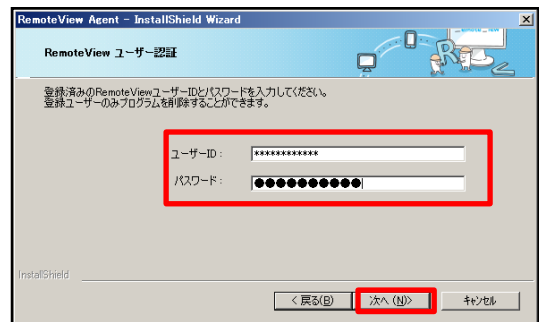 RemoteView Agent - InstallShield Wizard
RemoteView ユーザー認証
登録済みのRemoteViewユーザーIDとパスワードを入力してください。
登録ユーザーのみプログラムを削除することができます。
ユーザーID：
************
パスワード：
●●●●●●●●●●
InstallShield
< 戻る(B)
次へ (N)>
キャンセル